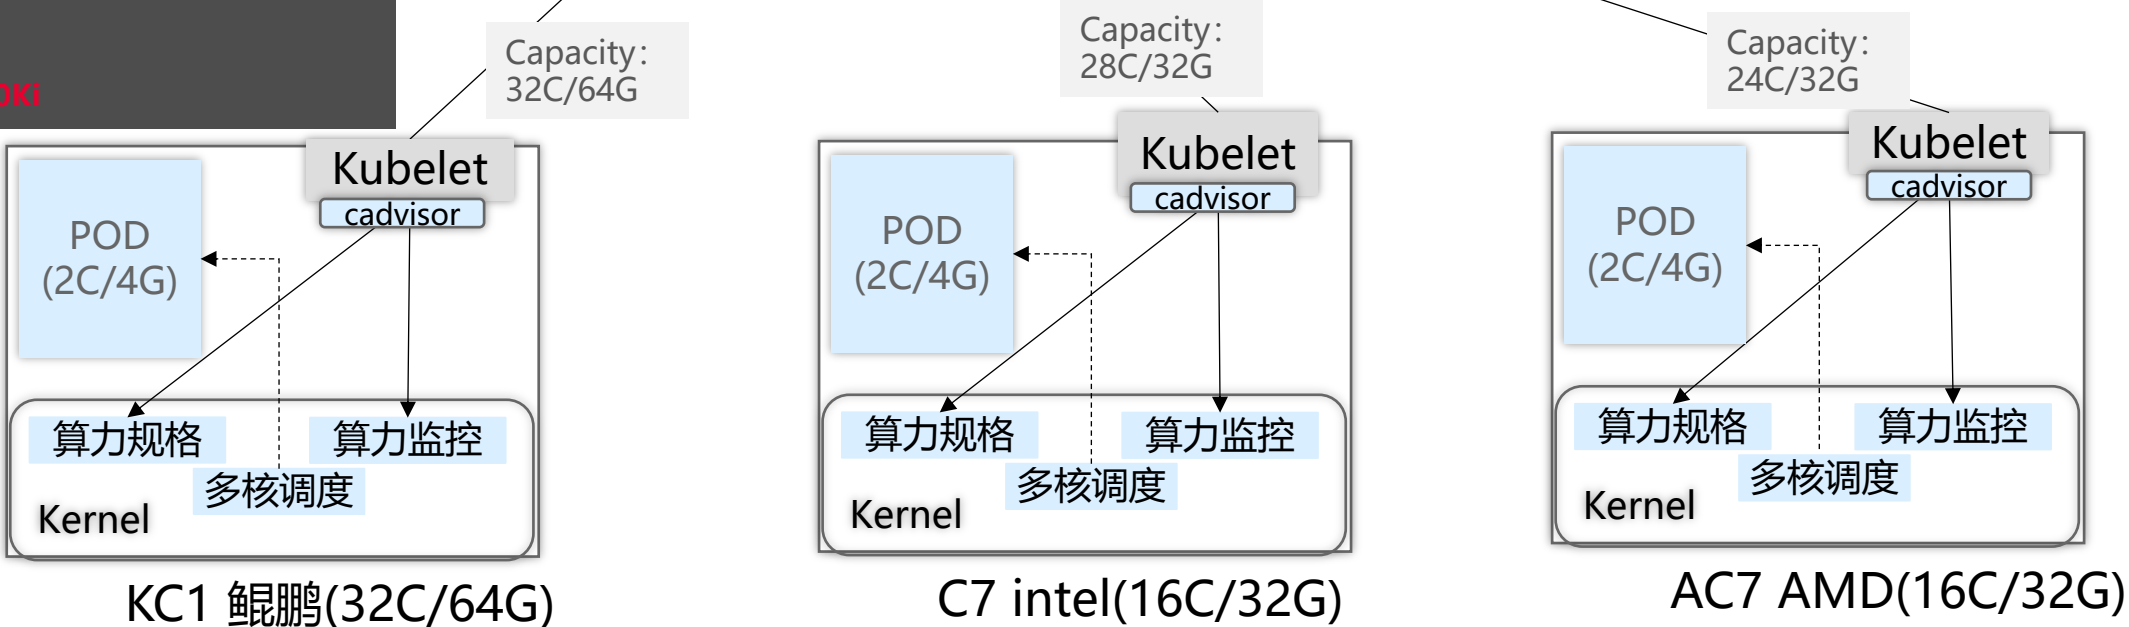 0Ki
Capacity：
32C/64G
Kubelet
cadvisor
POD
(2C/4G)
算力规格
算力监控
多核调度
Kernel
KC1 鲲鹏(32C/64G)
Capacity：
28C/32G
Kubelet
cadvisor
POD
(2C/4G)
算力规格
算力监控
多核调度
Kernel
C7 intel(16C/32G)
Capacity：
24C/32G
Kubelet
cadvisor
POD
(2C/4G)
算力规格
算力监控
多核调度
Kernel
AC7 AMD(16C/32G)